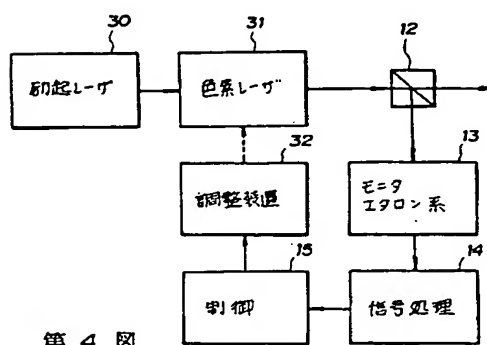 30
励起レーザ
31
色素レーザ
12
32
調整装置
13
モニタ
エタロン系
15
制御
14
信号処理
第4図